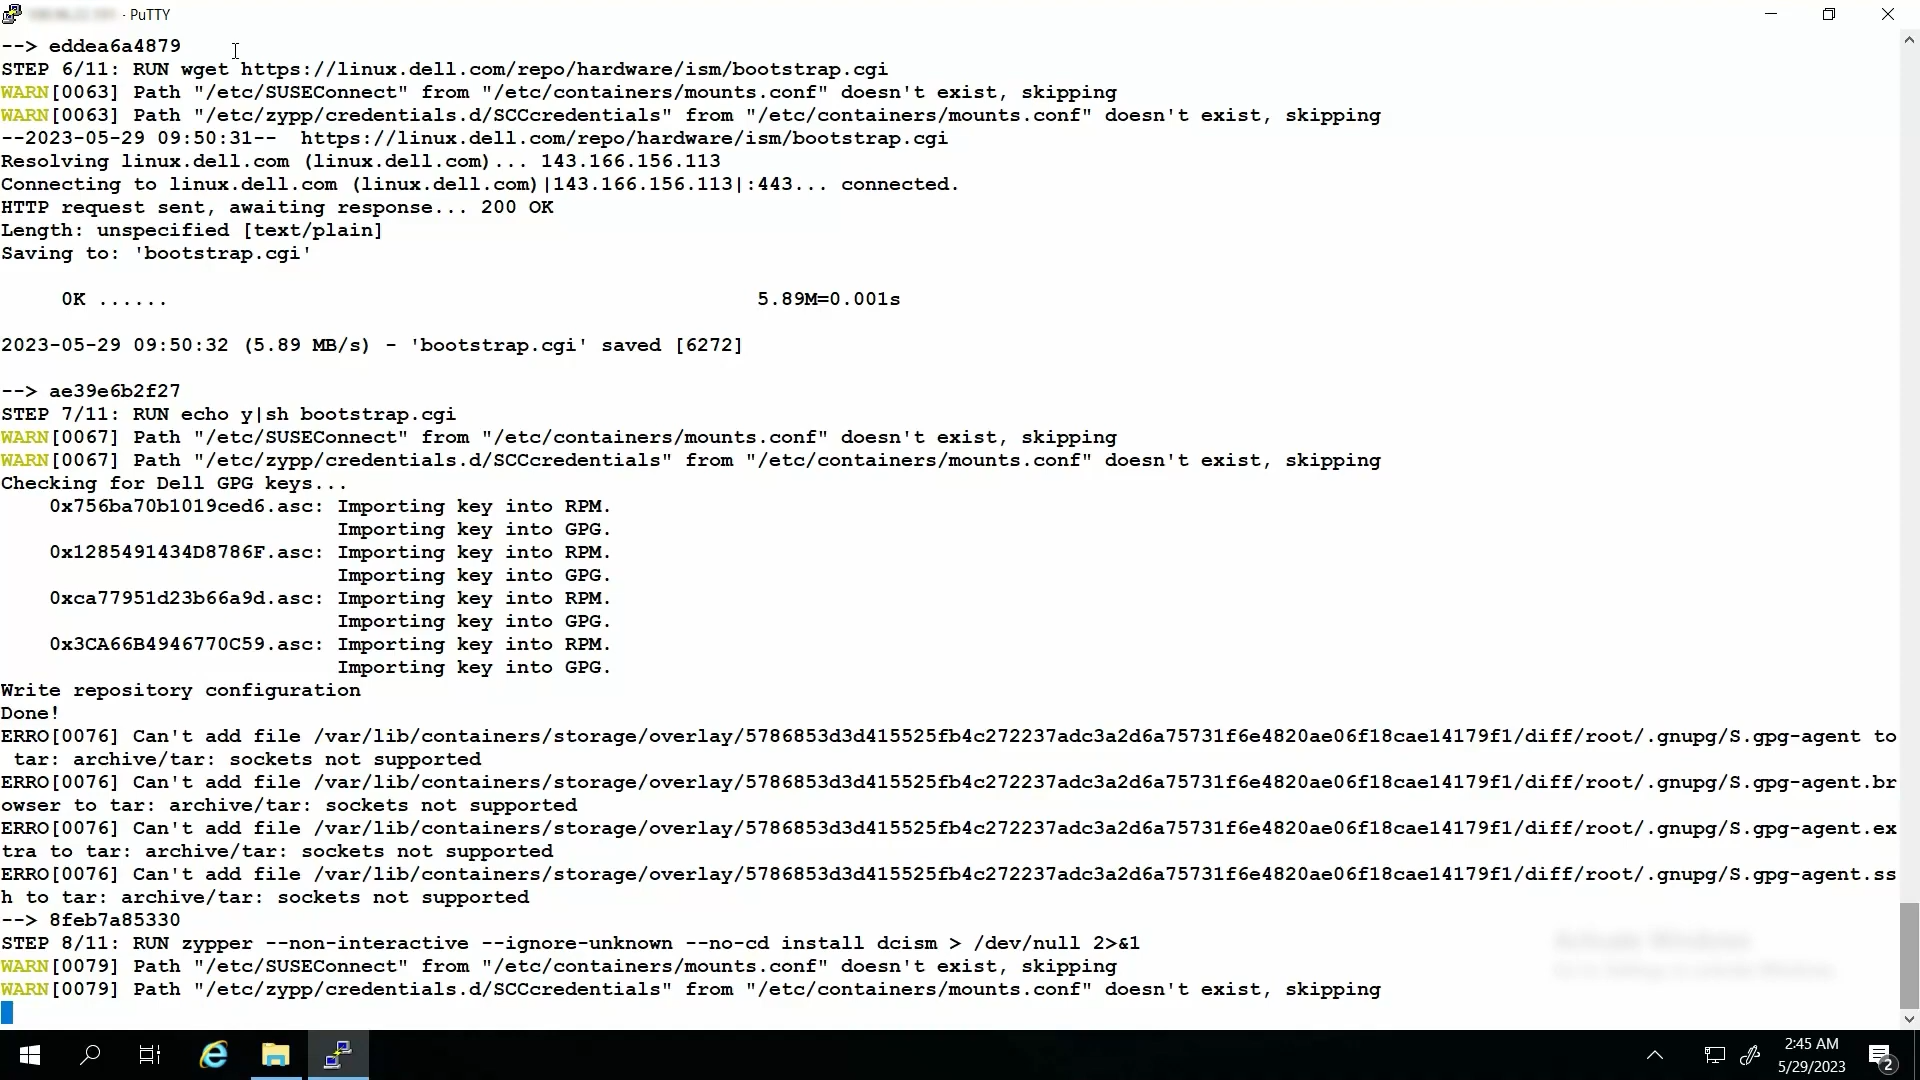 - PuTTY
--> eddea6a4879
STEP 6/11: RUN wget https://linux.dell.com/repo/hardware/ism/bootstrap.cgi
WARN[0063] Path "/etc/SUSEConnect" from "/etc/containers/mounts.conf" doesn't exist, skipping
WARN[0063] Path "/etc/zypp/credentials.d/SCCcredentials" from "/etc/containers/mounts.conf" doesn't exist, skipping
--2023-05-29 09:50:31--  https://linux.dell.com/repo/hardware/ism/bootstrap.cgi
Resolving linux.dell.com (linux.dell.com)... 143.166.156.113
Connecting to linux.dell.com (linux.dell.com)|143.166.156.113|:443... connected.
HTTP request sent, awaiting response... 200 OK
Length: unspecified [text/plain]
Saving to: 'bootstrap.cgi'
0K ...... 5.89M=0.001s
2023-05-29 09:50:32 (5.89 MB/s) - 'bootstrap.cgi' saved [6272]
--> ae39e6b2f27
STEP 7/11: RUN echo y|sh bootstrap.cgi
WARN[0067] Path "/etc/SUSEConnect" from "/etc/containers/mounts.conf" doesn't exist, skipping
WARN[0067] Path "/etc/zypp/credentials.d/SCCcredentials" from "/etc/containers/mounts.conf" doesn't exist, skipping
Checking for Dell GPG keys...
0x756ba70b1019ced6.asc: Importing key into RPM.
Importing key into GPG.
0x1285491434D8786F.asc: Importing key into RPM.
Importing key into GPG.
0xca77951d23b66a9d.asc: Importing key into RPM.
Importing key into GPG.
0x3CA66B4946770C59.asc: Importing key into RPM.
Importing key into GPG.
Write repository configuration
Done!
ERRO[0076] Can't add file /var/lib/containers/storage/overlay/5786853d3d415525fb4c272237adc3a2d6a75731f6e4820ae06f18cae14179f1/diff/root/.gnupg/S.gpg-agent to
tar: archive/tar: sockets not supported
ERRO[0076] Can't add file /var/lib/containers/storage/overlay/5786853d3d415525fb4c272237adc3a2d6a75731f6e4820ae06f18cae14179f1/diff/root/.gnupg/S.gpg-agent.br
owser to tar: archive/tar: sockets not supported
ERRO[0076] Can't add file /var/lib/containers/storage/overlay/5786853d3d415525fb4c272237adc3a2d6a75731f6e4820ae06f18cae14179f1/diff/root/.gnupg/S.gpg-agent.ex
tra to tar: archive/tar: sockets not supported
ERRO[0076] Can't add file /var/lib/containers/storage/overlay/5786853d3d415525fb4c272237adc3a2d6a75731f6e4820ae06f18cae14179f1/diff/root/.gnupg/S.gpg-agent.ss
h to tar: archive/tar: sockets not supported
--> 8feb7a85330
STEP 8/11: RUN zypper --non-interactive --ignore-unknown --no-cd install dcism > /dev/null 2>&1
WARN[0079] Path "/etc/SUSEConnect" from "/etc/containers/mounts.conf" doesn't exist, skipping
WARN[0079] Path "/etc/zypp/credentials.d/SCCcredentials" from "/etc/containers/mounts.conf" doesn't exist, skipping
2:45 AM
5/29/2023
2